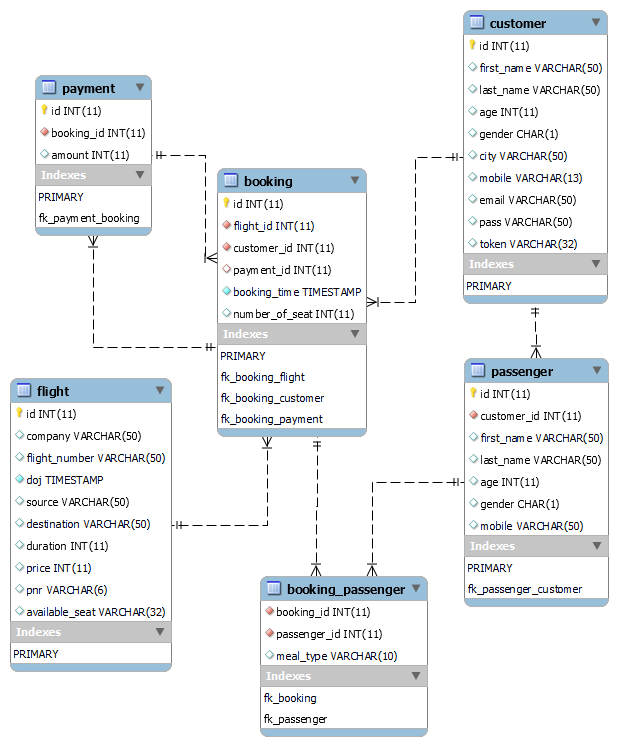 customer
id INT(11)
first_name VARCHAR(50)
last_name VARCHAR(50)
age INT(11)
gender CHAR(1)
city VARCHAR(50)
mobile VARCHAR(13)
email VARCHAR(50)
pass VARCHAR(50)
token VARCHAR(32)
Indexes
PRIMARY
payment
id INT(11)
booking_id INT(11)
amount INT(11)
Indexes
PRIMARY
fk_payment_booking
booking
id INT(11)
flight_id INT(11)
customer_id INT(11)
payment_id INT(11)
booking_time TIMESTAMP
number_of_seat INT(11)
Indexes
PRIMARY
fk_booking_flight
fk_booking_customer
fk_booking_payment
passenger
id INT(11)
customer_id INT(11)
first_name VARCHAR(50)
last_name VARCHAR(50)
age INT(11)
gender CHAR(1)
mobile VARCHAR(50)
Indexes
PRIMARY
fk_passenger_customer
flight
id INT(11)
company VARCHAR(50)
flight_number VARCHAR(50)
doj TIMESTAMP
source VARCHAR(50)
destination VARCHAR(50)
duration INT(11)
price INT(11)
pnr VARCHAR(6)
available_seat VARCHAR(32)
Indexes
PRIMARY
booking_passenger
booking_id INT(11)
passenger_id INT(11)
meal_type VARCHAR(10)
Indexes
fk_booking
fk_passenger